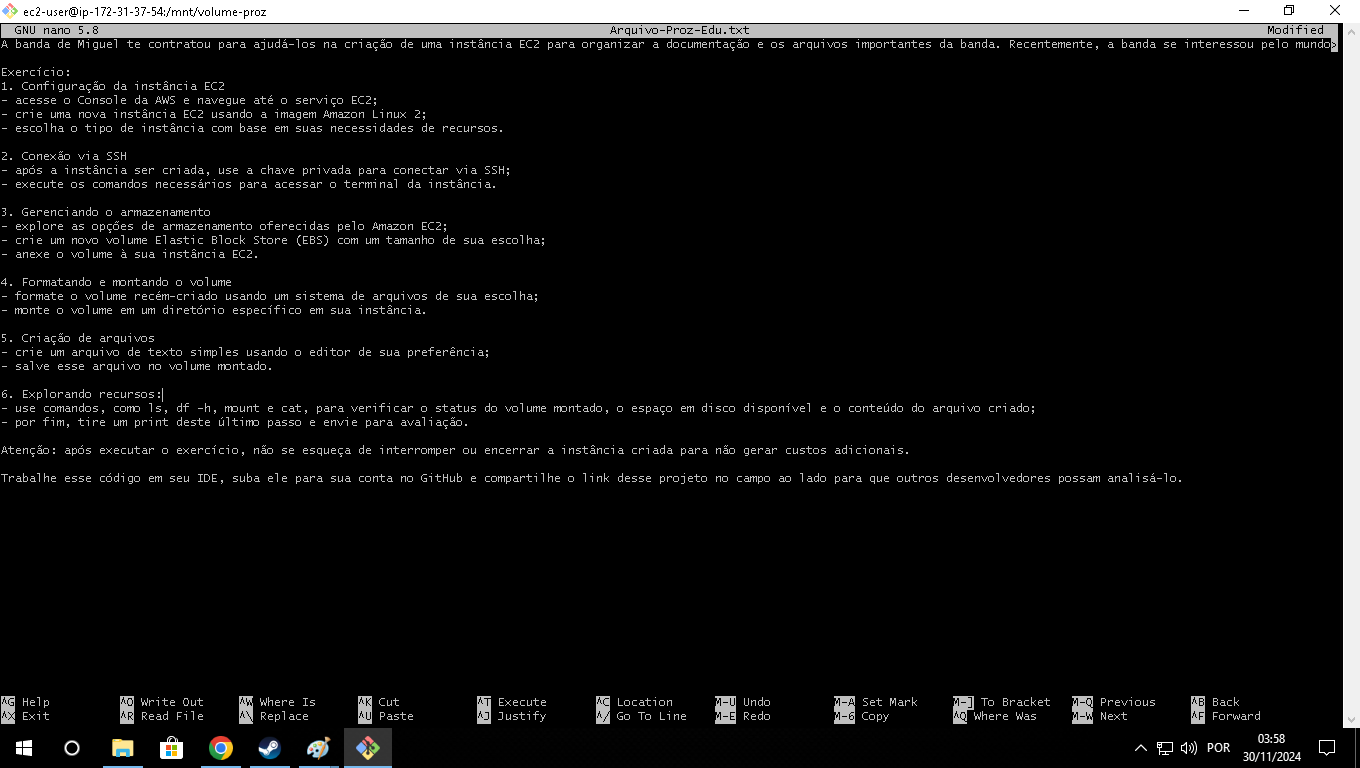 ec2-user@ip-172-31-37-54:/mnt/volume-proz
GNU nano 5.8 Arquivo-Proz-Edu.txt Modified
A banda de Miguel te contratou para ajudá-los na criação de uma instância EC2 para organizar a documentação e os arquivos importantes da banda. Recentemente, a banda se interessou pelo mundo>
Exercício:
1. Configuração da instância EC2
- acesse o Console da AWS e navegue até o serviço EC2;
- crie uma nova instância EC2 usando a imagem Amazon Linux 2;
- escolha o tipo de instância com base em suas necessidades de recursos.
2. Conexão via SSH
- após a instância ser criada, use a chave privada para conectar via SSH;
- execute os comandos necessários para acessar o terminal da instância.
3. Gerenciando o armazenamento
- explore as opções de armazenamento oferecidas pelo Amazon EC2;
- crie um novo volume Elastic Block Store (EBS) com um tamanho de sua escolha;
- anexe o volume à sua instância EC2.
4. Formatando e montando o volume
- formate o volume recém-criado usando um sistema de arquivos de sua escolha;
- monte o volume em um diretório específico em sua instância.
5. Criação de arquivos
- crie um arquivo de texto simples usando o editor de sua preferência;
- salve esse arquivo no volume montado.
6. Explorando recursos:
- use comandos, como ls, df -h, mount e cat, para verificar o status do volume montado, o espaço em disco disponível e o conteúdo do arquivo criado;
- por fim, tire um print deste último passo e envie para avaliação.
Atenção: após executar o exercício, não se esqueça de interromper ou encerrar a instância criada para não gerar custos adicionais.
Trabalhe esse código em seu IDE, suba ele para sua conta no GitHub e compartilhe o link desse projeto no campo ao lado para que outros desenvolvedores possam analisá-lo.
^G Help ^O Write Out ^W Where Is ^K Cut ^T Execute ^C Location M-U Undo M-A Set Mark M-] To Bracket M-Q Previous ^B Back
^X Exit ^R Read File ^\ Replace ^U Paste ^J Justify ^/ Go To Line M-E Redo M-6 Copy ^Q Where Was M-W Next ^F Forward
POR
03:58
30/11/2024